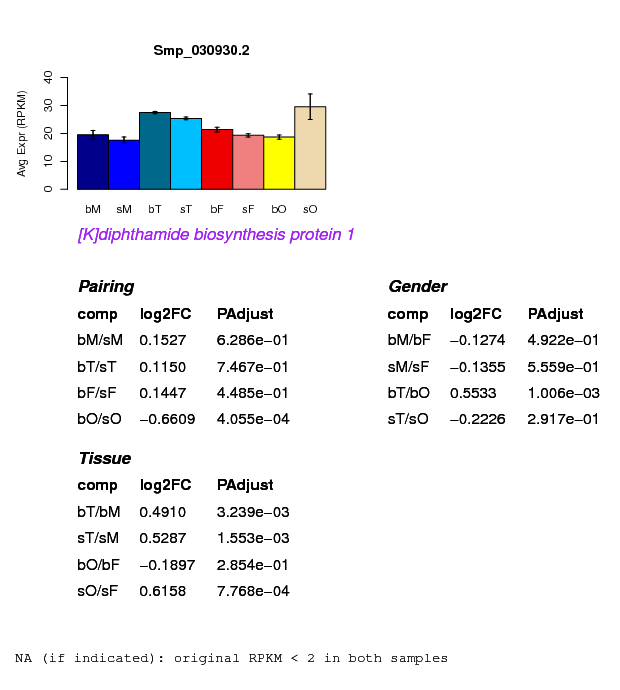 Smp_030930.2
Avg Expr (RPKM)
0 10 20 30 40
bM sM bT sT bF sF bO sO
[K]diphthamide biosynthesis protein 1
Pairing
comp log2FC PAdjust
bM/sM 0.1527 6.286e−01
bT/sT 0.1150 7.467e−01
bF/sF 0.1447 4.485e−01
bO/sO −0.6609 4.055e−04
Gender
comp log2FC PAdjust
bM/bF −0.1274 4.922e−01
sM/sF −0.1355 5.559e−01
bT/bO 0.5533 1.006e−03
sT/sO −0.2226 2.917e−01
Tissue
comp log2FC PAdjust
bT/bM 0.4910 3.239e−03
sT/sM 0.5287 1.553e−03
bO/bF −0.1897 2.854e−01
sO/sF 0.6158 7.768e−04
NA (if indicated): original RPKM < 2 in both samples